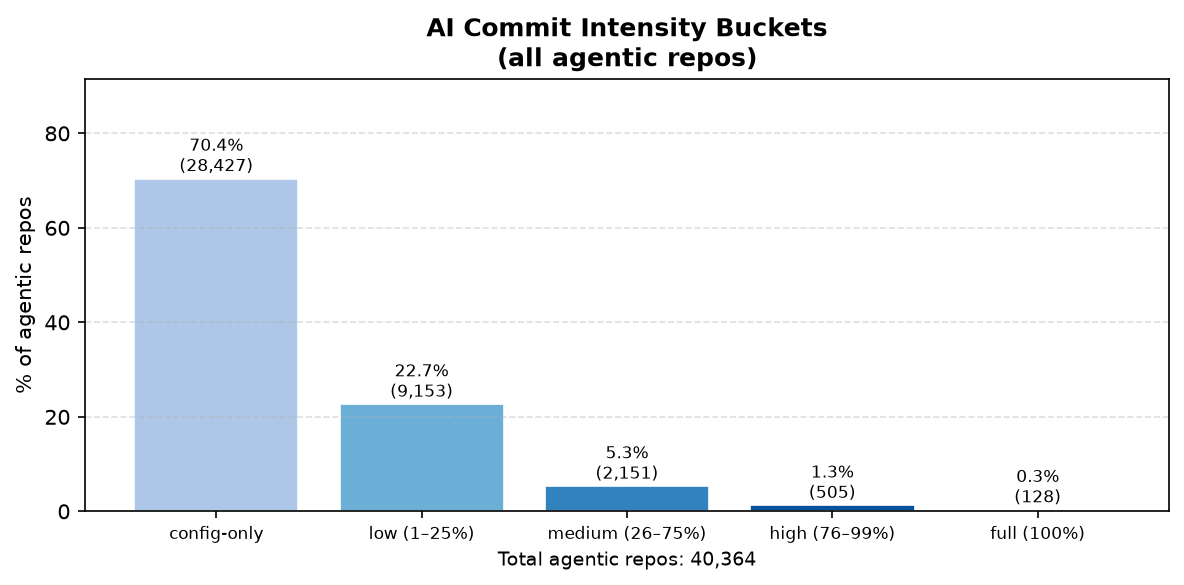 AI Commit Intensity Buckets
(all agentic repos)
% of agentic repos
80
60
40
20
0
70.4%
(28,427)
22.7%
(9,153)
5.3%
(2,151)
1.3%
(505)
0.3%
(128)
config-only
low (1–25%)
medium (26–75%)
high (76–99%)
full (100%)
Total agentic repos: 40,364